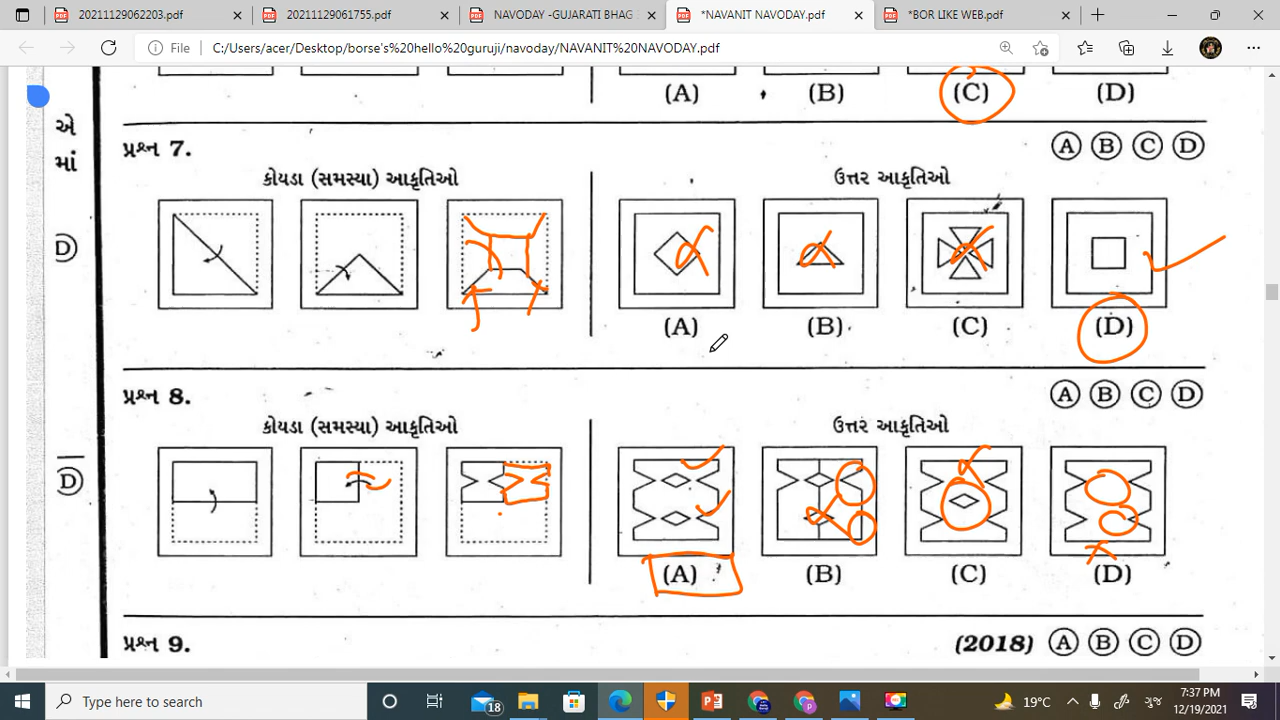 20211129062203.pdf
20211129061755.pdf
NAVODAY -GUJARATI BHAG
*NAVANIT NAVODAY.pdf
*BOR LIKE WEB.pdf
File
C:/Users/acer/Desktop/borse's%20hello%20guruji/navoday/NAVANIT%20NAVODAY.pdf
(A) (B) (C) (D)
એ
માં
પ્રશ્ન 7.
A B C D
કોયડા (સમસ્યા) આકૃતિઓ
ઉત્તર આકૃતિઓ
D)
(A) (B) (C) (D)
પ્રશ્ન 8.
A B C D
કોયડા (સમસ્યા) આકૃતિઓ
ઉત્તર આકૃતિઓ
D)
(A) (B) (C) (D)
પ્રશ્ન 9.
(2018) A B C D
Type here to search
18
19°C
7:37 PM
12/19/2021